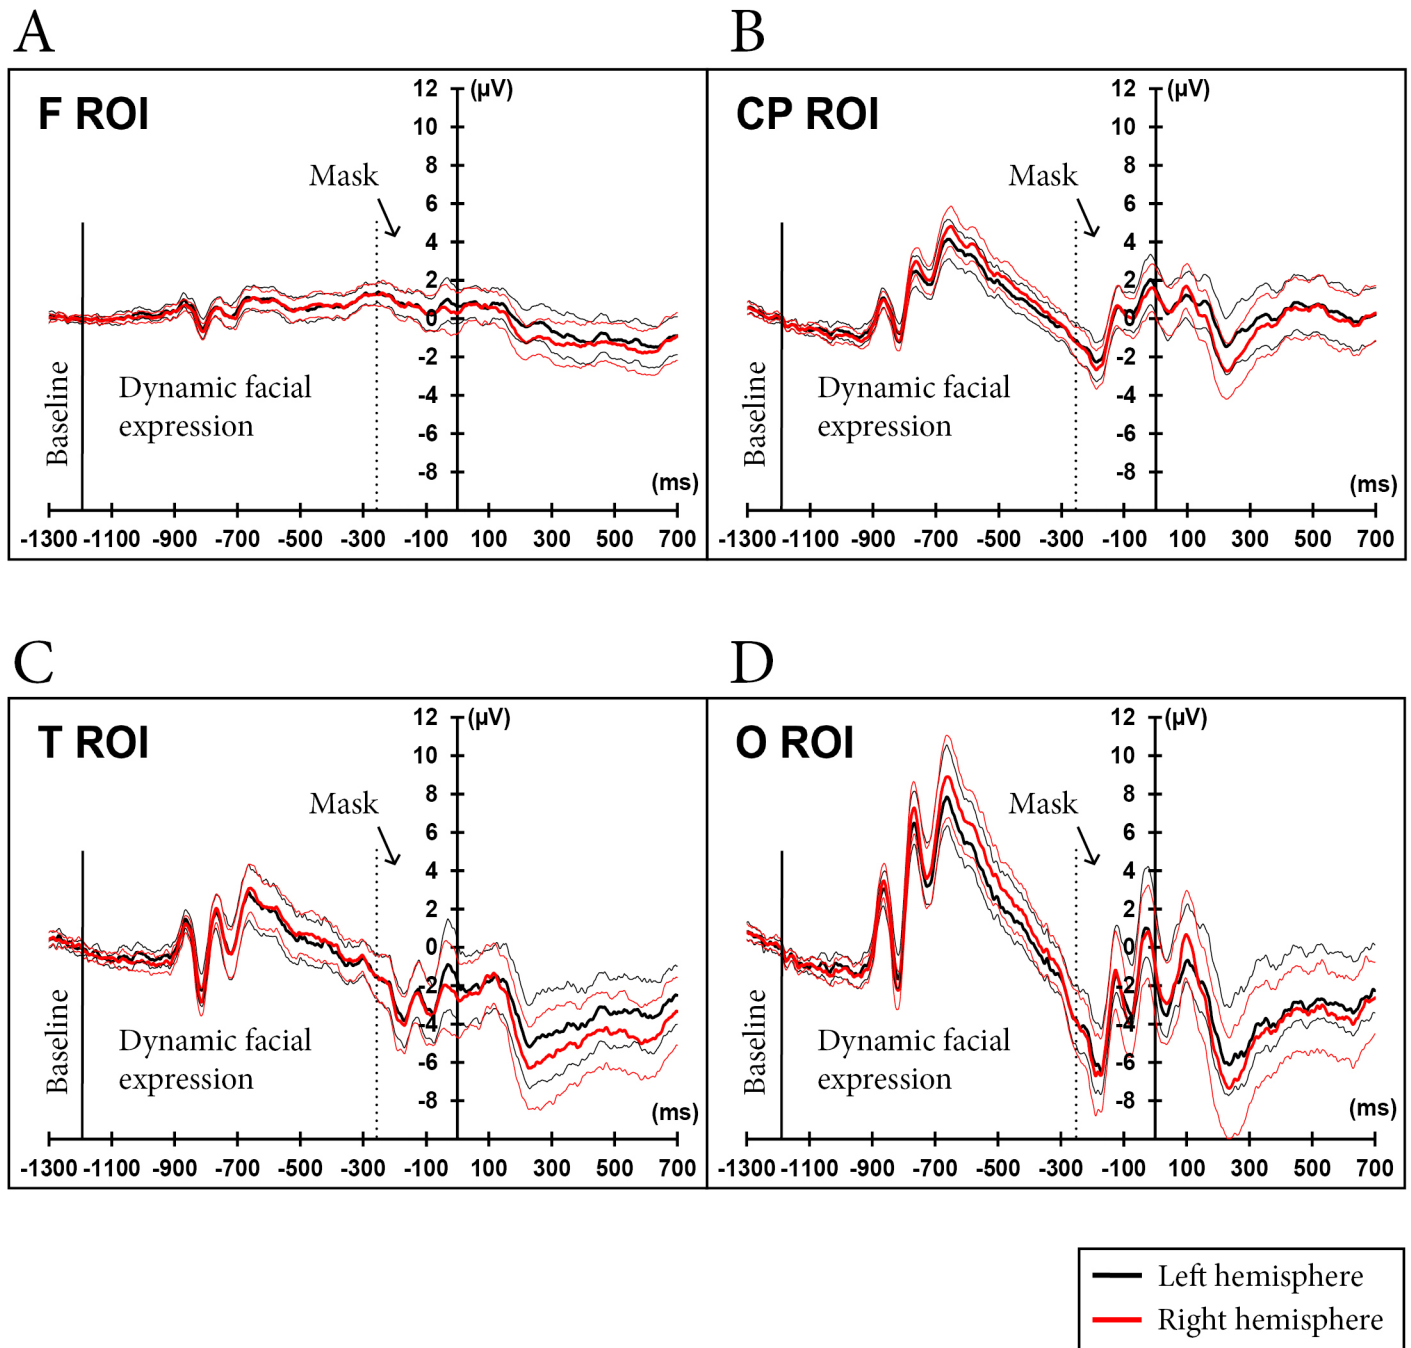 A
F ROI
12
(µV)
10
8
6
4
2
0
-2
-4
-6
-8
Mask
Baseline
Dynamic facial
expression
(ms)
-1300 -1100 -900 -700 -500 -300 -100 100 300 500 700
B
CP ROI
12
(µV)
10
8
6
4
2
0
-2
-4
-6
-8
Mask
Baseline
Dynamic facial
expression
(ms)
-1300 -1100 -900 -700 -500 -300 -100 100 300 500 700
C
T ROI
12
(µV)
10
8
6
4
2
0
-2
-4
-6
-8
Mask
Baseline
Dynamic facial
expression
(ms)
-1300 -1100 -900 -700 -500 -300 -100 100 300 500 700
D
O ROI
12
(µV)
10
8
6
4
2
0
-2
-4
-6
-8
Mask
Baseline
Dynamic facial
expression
(ms)
-1300 -1100 -900 -700 -500 -300 -100 100 300 500 700
Left hemisphere
Right hemisphere